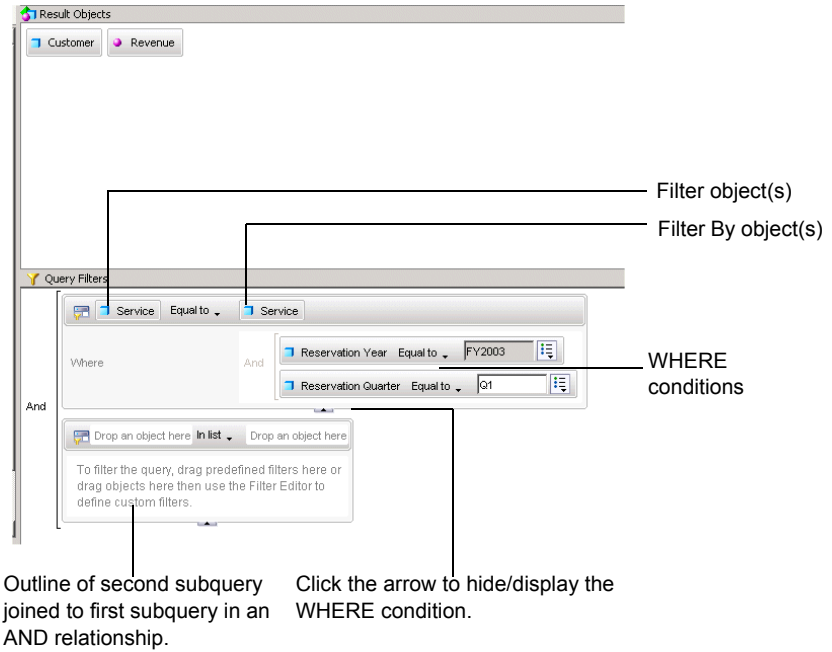 Result Objects
Customer Revenue
Filter object(s)
Filter By object(s)
Query Filters
Service Equal to Service
Where And Reservation Year Equal to FY2003
Reservation Quarter Equal to Q1
WHERE
conditions
And
Drop an object here In list Drop an object here
To filter the query, drag predefined filters here or
drag objects here then use the Filter Editor to
define custom filters.
Outline of second subquery
joined to first subquery in an
AND relationship.
Click the arrow to hide/display the
WHERE condition.